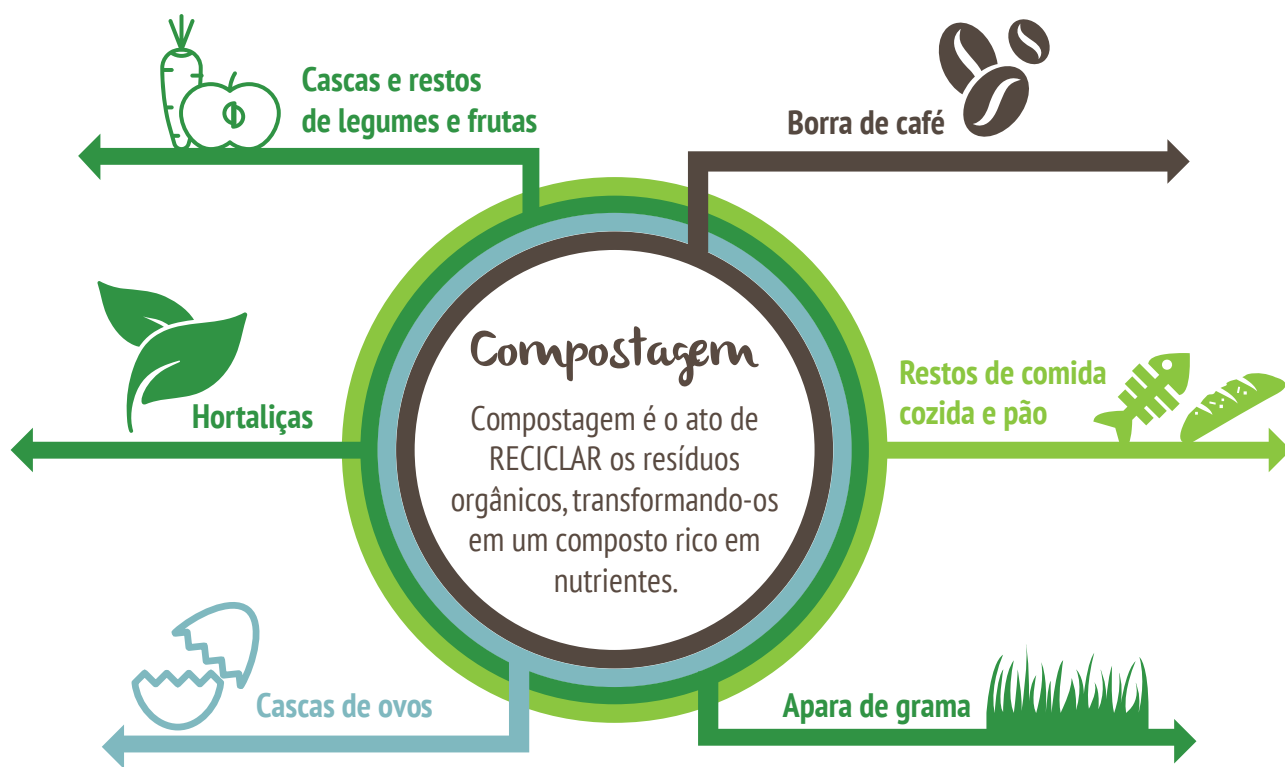 Cascas e restos
de legumes e frutas
Borra de café
Hortaliças
Compostagem
Compostagem é o ato de
RECICLAR os resíduos
orgânicos, transformando-os
em um composto rico em
nutrientes.
Restos de comida
cozida e pão
Cascas de ovos
Apara de grama